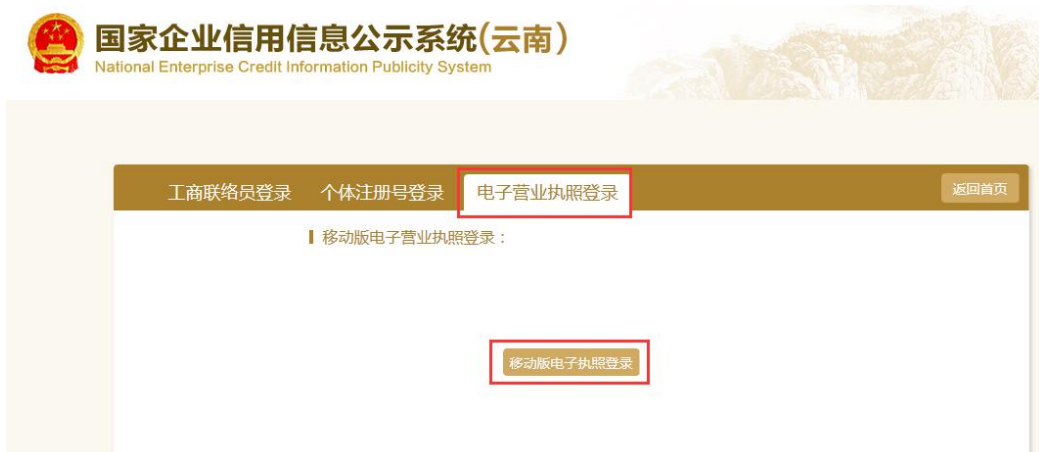 国家企业信用信息公示系统(云南)
National Enterprise Credit Information Publicity System
工商联络员登录 个体注册号登录 电子营业执照登录 返回首页
移动版电子营业执照登录：
移动版电子执照登录